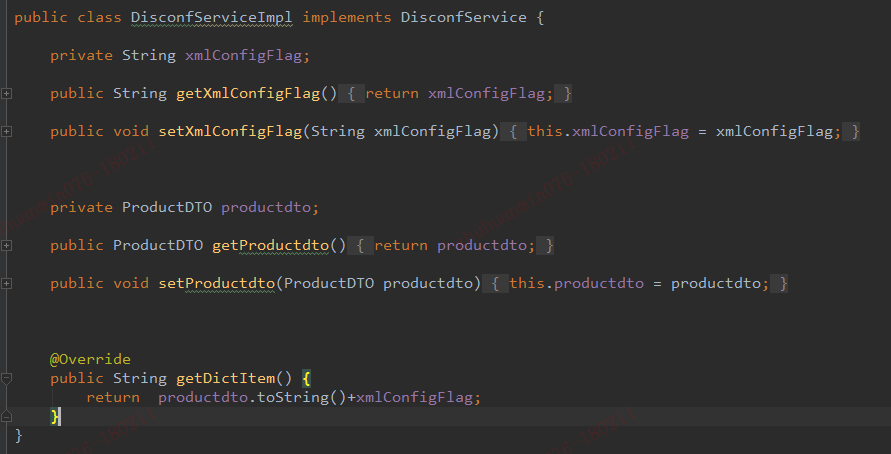 public class DisconfServiceImpl implements DisconfService {
private String xmlConfigFlag;
public String getXmlConfigFlag() { return xmlConfigFlag; }
public void setXmlConfigFlag(String xmlConfigFlag) { this.xmlConfigFlag = xmlConfigFlag; }
private ProductDTO productdto;
public ProductDTO getProductdto() { return productdto; }
public void setProductdto(ProductDTO productdto) { this.productdto = productdto; }
@Override
public String getDictItem() {
return  productdto.toString()+xmlConfigFlag;
}
}